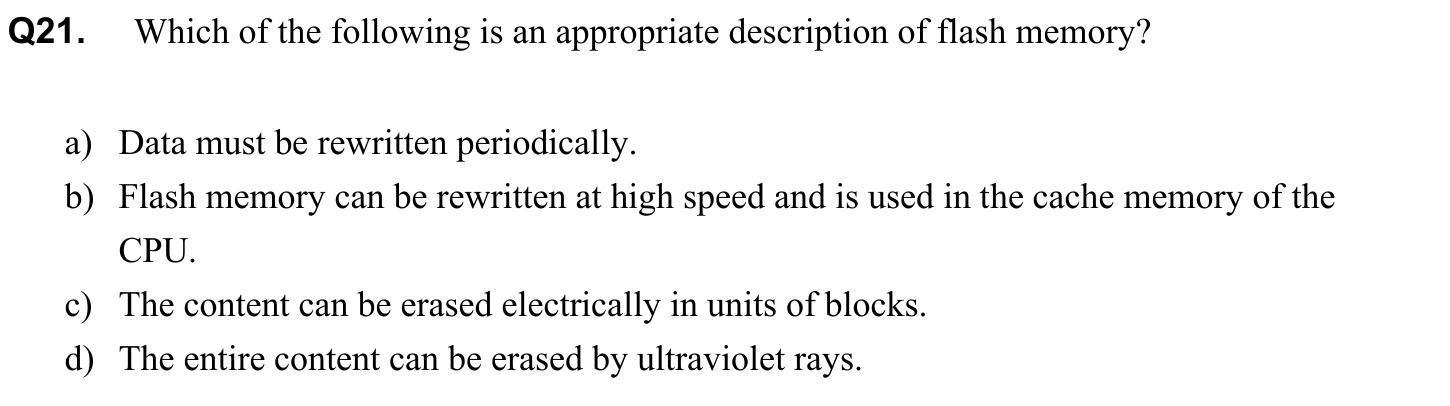 Q21. Which of the following is an appropriate description of flash memory?
a) Data must be rewritten periodically.
b) Flash memory can be rewritten at high speed and is used in the cache memory of the
CPU.
c) The content can be erased electrically in units of blocks.
d) The entire content can be erased by ultraviolet rays.